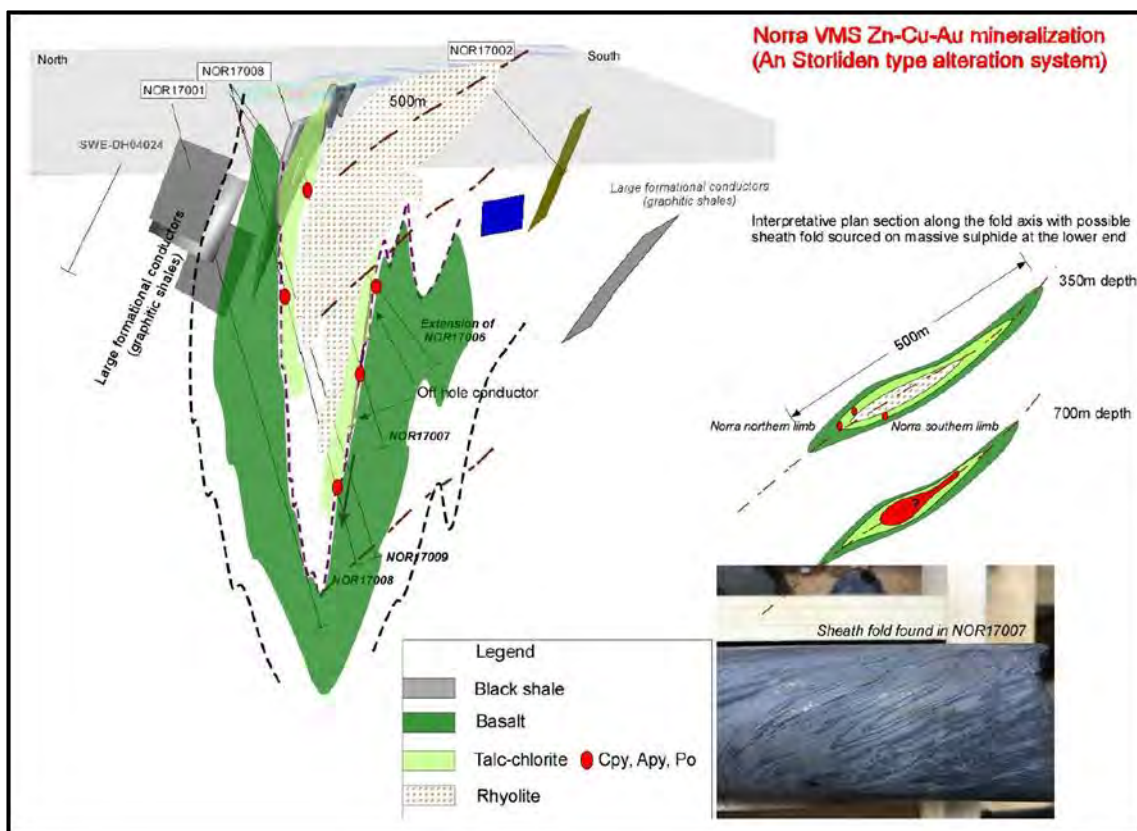 Norra VMS Zn-Cu-Au mineralization
(An Storliden type alteration system)
North
NOR17002
South
NOR17008
NOR17001
500m
SWE-DH04024
Large formational conductors
(graphitic shales)
Large formational conductors
(graphitic shales)
Interpretative plan section along the fold axis with possible
sheath fold sourced on massive sulphide at the lower end
350m depth
500m
Extension of
NOR17006
Off hole conductor
NOR17007
Norra northern limb
Norra southern limb
700m depth
?
NOR17009
NOR17008
Sheath fold found in NOR17007
Legend
Black shale
Basalt
Talc-chlorite
Cpy, Apy, Po
Rhyolite